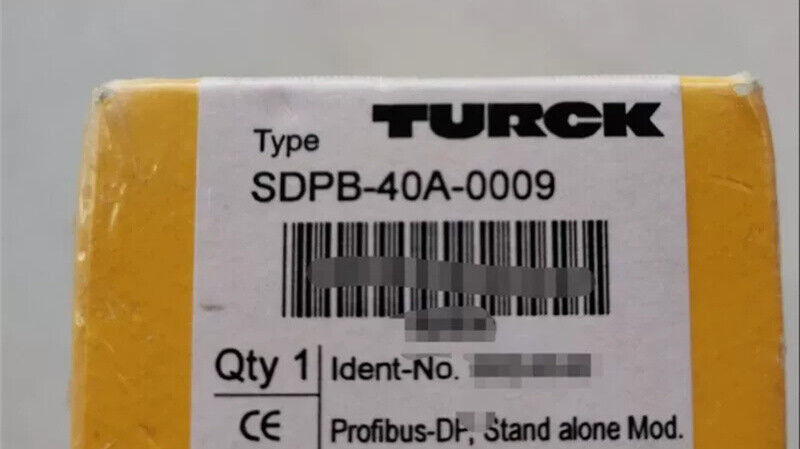 TURCK
Type
SDPB-40A-0009
Qty 1
Ident-No.
CE
Profibus-DP, Stand alone Mod.